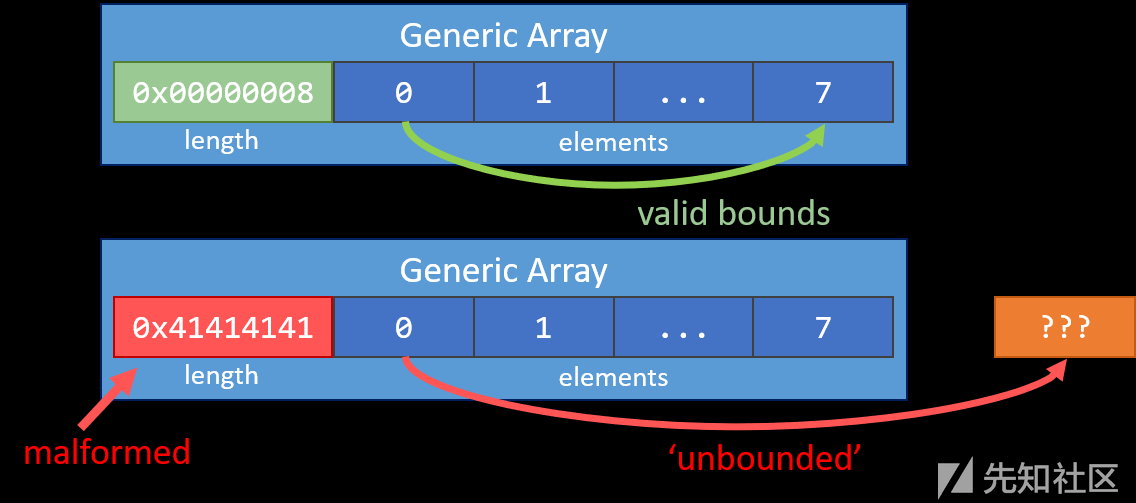 Generic Array
0x00000008 0 1 ... 7
length elements
valid bounds
Generic Array
0x41414141 0 1 ... 7 ???
length elements
malformed
‘unbounded’
先知社区